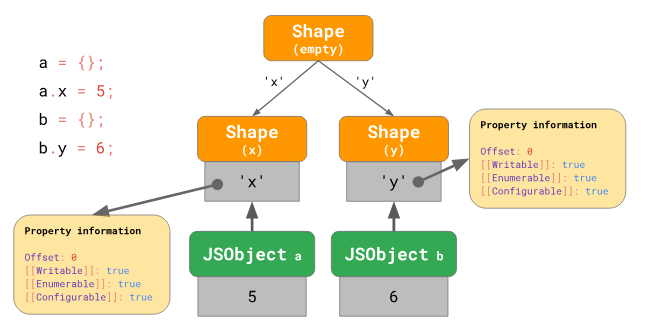 a = {};
a.x = 5;
b = {};
b.y = 6;
Shape
(empty)
'x'
'y'
Shape
(x)
'x'
Shape
(y)
'y'
Property information
Offset: 0
[[Writable]]: true
[[Enumerable]]: true
[[Configurable]]: true
Property information
Offset: 0
[[Writable]]: true
[[Enumerable]]: true
[[Configurable]]: true
JSObject a
5
JSObject b
6